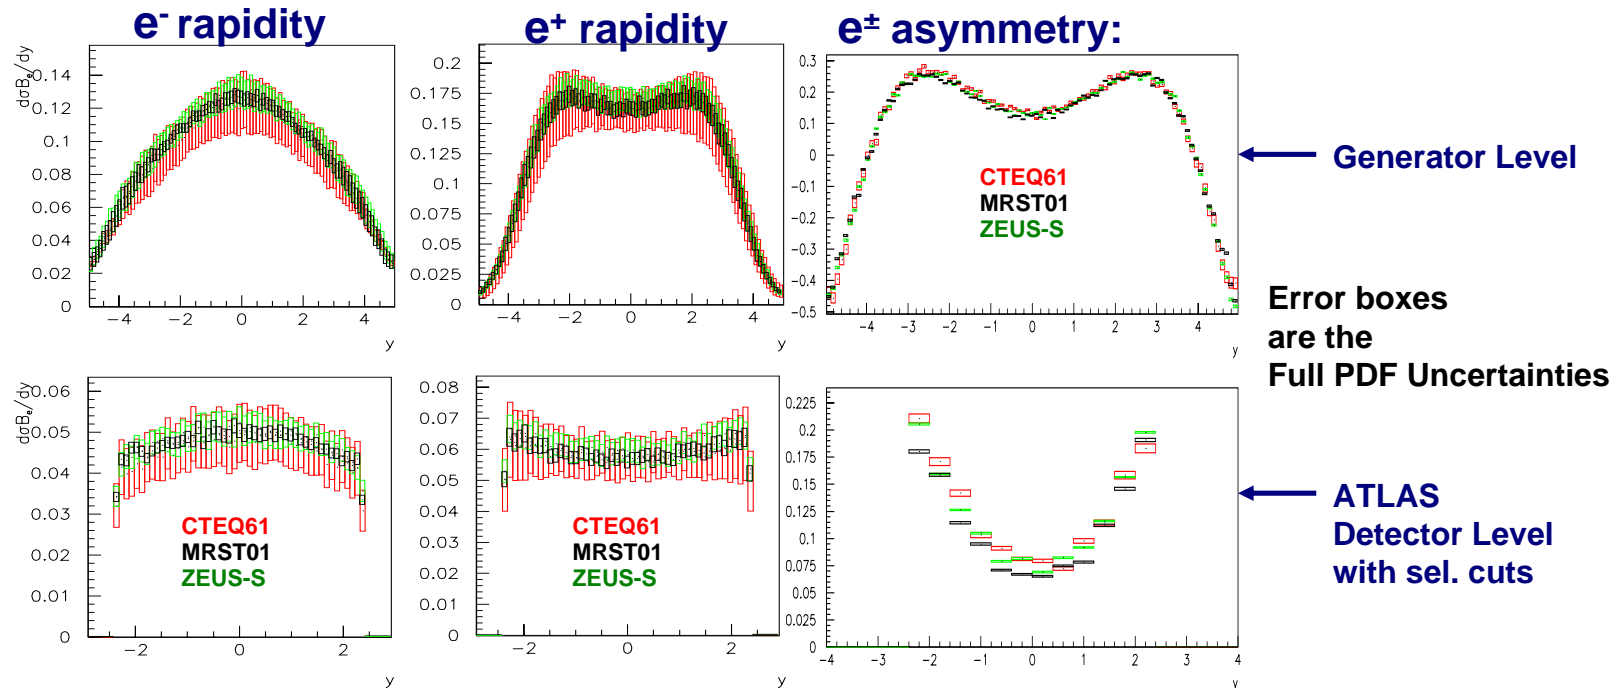 e- rapidity
e+ rapidity
e± asymmetry:
dσB_e/dy
0.14
0.12
0.1
0.08
0.06
0.04
0.02
0
−4 −2 0 2 4
y
0.2
0.175
0.15
0.125
0.1
0.075
0.05
0.025
0
−4 −2 0 2 4
y
0.3
0.2
0.1
0
-0.1
-0.2
-0.3
-0.4
-0.5
-4 -3 -2 -1 0 1 2 3 4
y
CTEQ61
MRST01
ZEUS-S
Generator Level
Error boxes
are the
Full PDF Uncertainties
dσB_e/dy
0.06
0.05
0.04
0.03
0.02
0.01
0
−2 0 2
y
CTEQ61
MRST01
ZEUS-S
0.08
0.07
0.06
0.05
0.04
0.03
0.02
0.01
0
−2 0 2
y
CTEQ61
MRST01
ZEUS-S
0.225
0.2
0.175
0.15
0.125
0.1
0.075
0.05
0.025
0
-4 -3 -2 -1 0 1 2 3 4
y
ATLAS
Detector Level
with sel. cuts